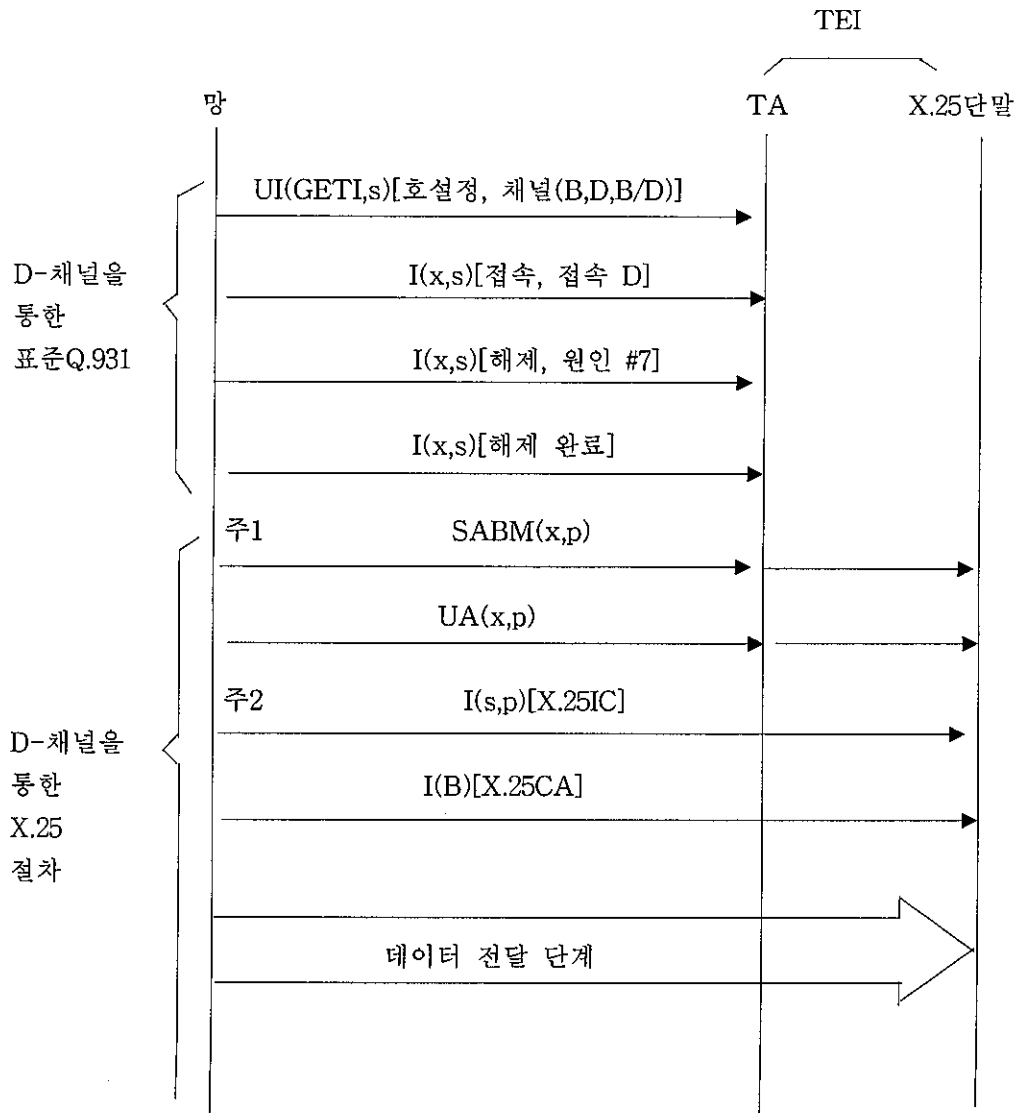 TEI
망
TA
X.25단말
UI(GETI,s)[호설정, 채널(B,D,B/D)]
D-채널을
통한
표준Q.931
I(x,s)[접속, 접속 D]
I(x,s)[해제, 원인 #7]
I(x,s)[해제 완료]
주1
SABM(x,p)
UA(x,p)
주2
I(s,p)[X.25IC]
D-채널을
통한
X.25
절차
I(B)[X.25CA]
데이터 전달 단계